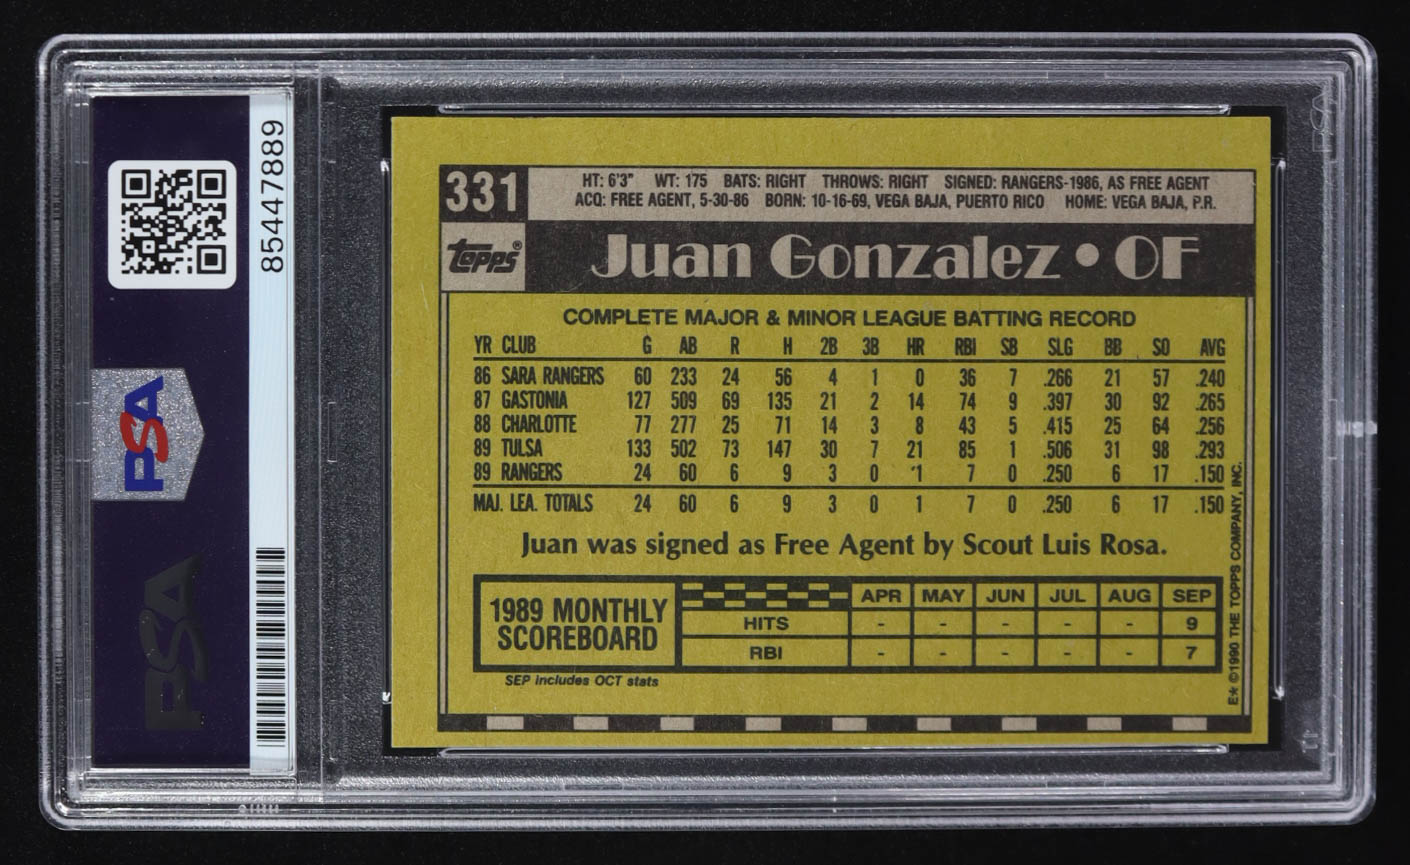 85447889
PSA
PSA
331
HT: 6'3" WT: 175 BATS: RIGHT THROWS: RIGHT SIGNED: RANGERS-1986, AS FREE AGENT
ACQ: FREE AGENT, 5-30-86 BORN: 10-16-69, VEGA BAJA, PUERTO RICO HOME: VEGA BAJA, P.R.
topps®
Juan Gonzalez • OF
COMPLETE MAJOR & MINOR LEAGUE BATTING RECORD
YR CLUB G AB R H 2B 3B HR RBI SB SLG BB SO AVG
86 SARA RANGERS 60 233 24 56 4 1 0 36 7 .266 21 57 .240
87 GASTONIA 127 509 69 135 21 2 14 74 9 .397 30 92 .265
88 CHARLOTTE 77 277 25 71 14 3 8 43 5 .415 25 64 .256
89 TULSA 133 502 73 147 30 7 21 85 1 .506 31 98 .293
89 RANGERS 24 60 6 9 3 0 1 7 0 .250 6 17 .150
MAJ. LEA. TOTALS 24 60 6 9 3 0 1 7 0 .250 6 17 .150
Juan was signed as Free Agent by Scout Luis Rosa.
1989 MONTHLY
SCOREBOARD
APR MAY JUN JUL AUG SEP
HITS - - - - - 9
RBI - - - - - 7
SEP includes OCT stats
E★ ©1990 THE TOPPS COMPANY, INC.